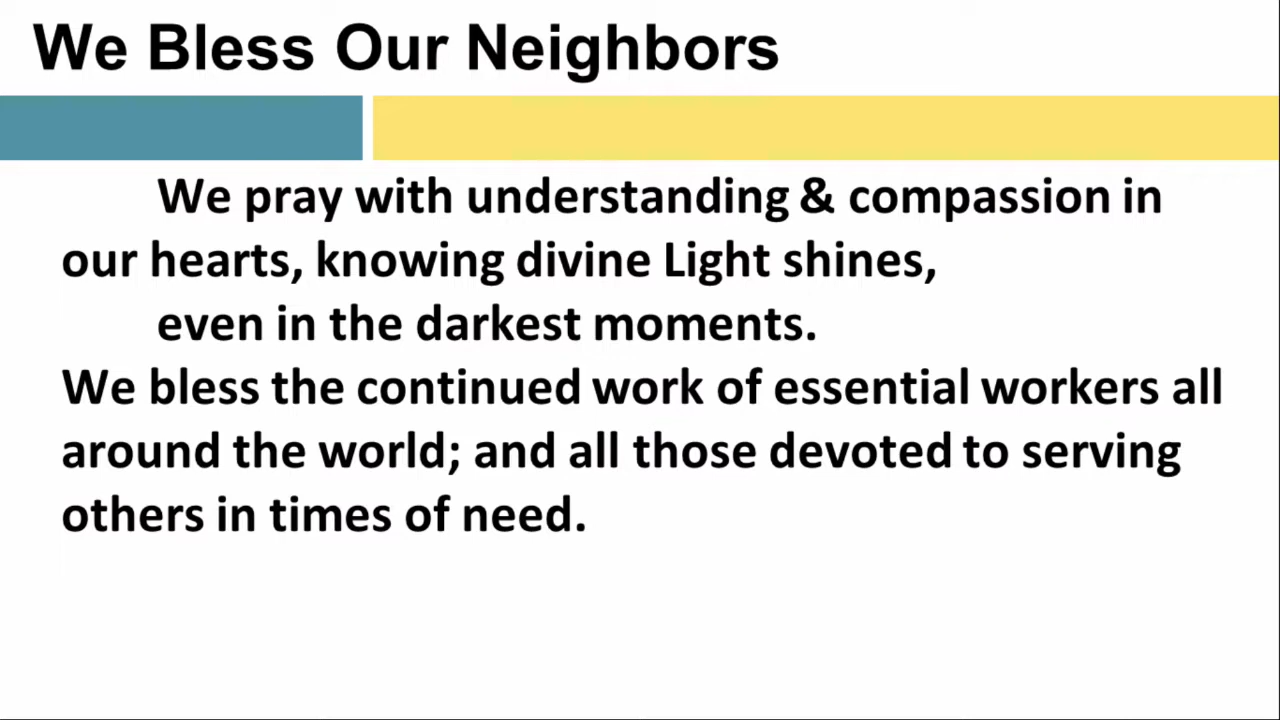 We Bless Our Neighbors
We pray with understanding & compassion in
our hearts, knowing divine Light shines,
even in the darkest moments.
We bless the continued work of essential workers all
around the world; and all those devoted to serving
others in times of need.